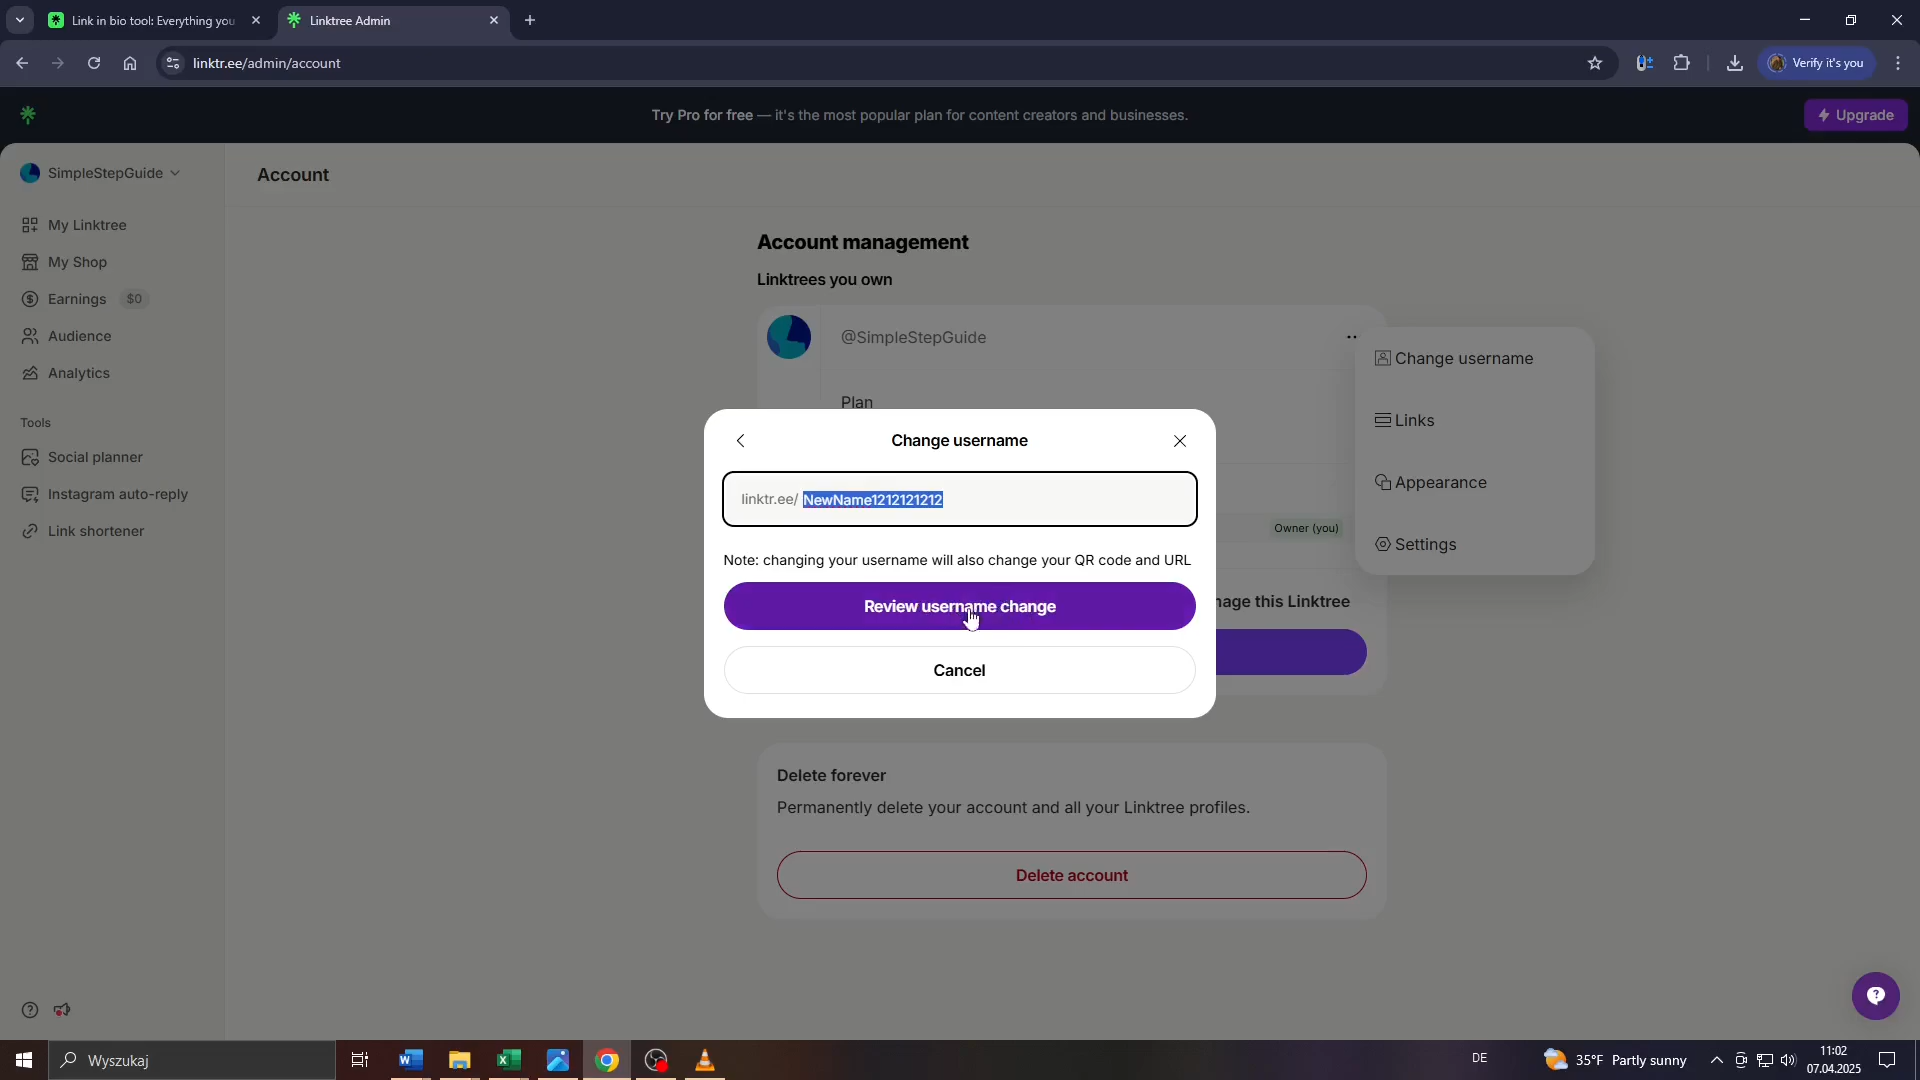 Link in bio tool: Everything you
Linktree Admin
linktr.ee/admin/account
Verify it's you
Try Pro for free — it's the most popular plan for content creators and businesses.
Upgrade
SimpleStepGuide
Account
My Linktree
My Shop
Earnings $0
Audience
Analytics
Tools
Social planner
Instagram auto-reply
Link shortener
Account management
Linktrees you own
@SimpleStepGuide
Plan
Change username
Links
Appearance
Settings
Change username
linktr.ee/ NewName1212121212
Owner (you)
Note: changing your username will also change your QR code and URL
Review username change
this Linktree
Cancel
Delete forever
Permanently delete your account and all your Linktree profiles.
Delete account
Wyszukaj
DE
35°F Partly sunny
11:02
07.04.2025